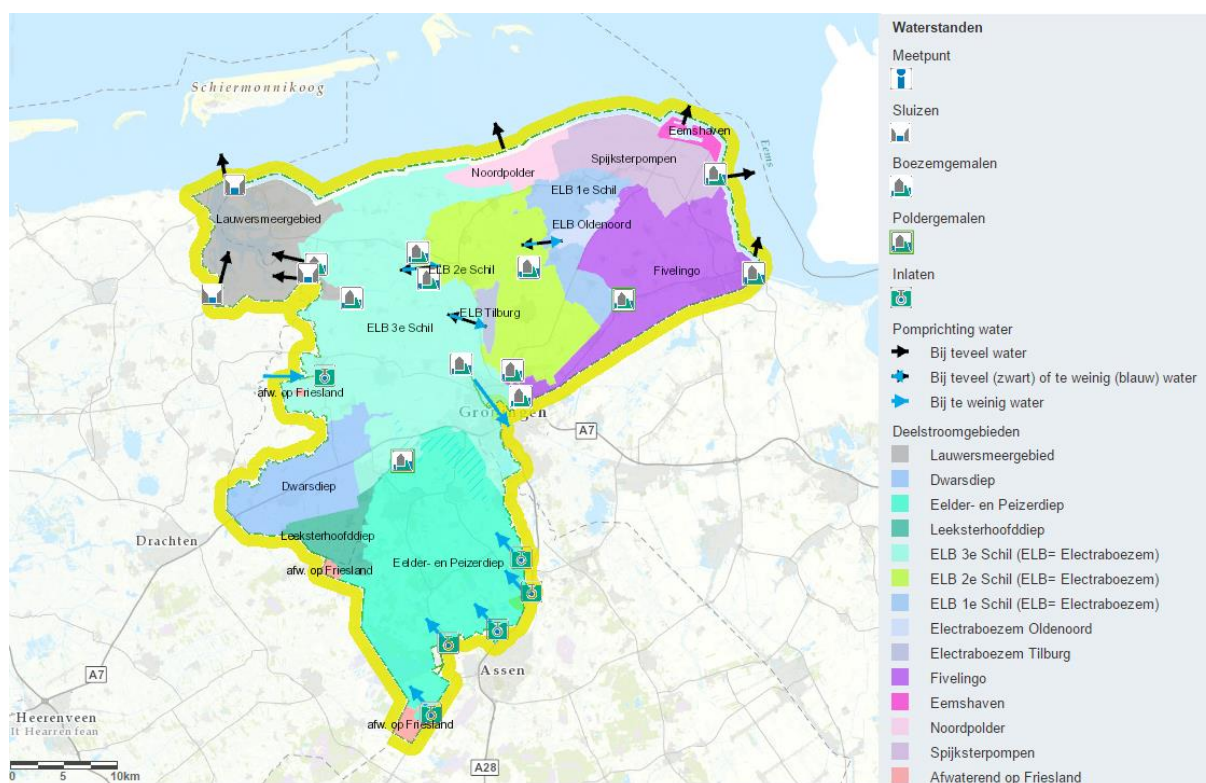 Schiermonnikoog
Eems
Eemshaven
Spijksterpompen
Noordpolder
ELB 1e Schil
Lauwersmeergebied
ELB Oldenoord
ELB 2e Schil
Fivelingo
ELB Tilburg
ELB 3e Schil
afw. op Friesland
Groningen
A7
Dwarsdiep
Leeksterhoofddiep
Drachten
Eelder- en Peizerdiep
afw. op Friesland
Assen
A7
Heerenveen
It Hearrenfean
afw. op Friesland
A28
0 5 10km
Waterstanden
Meetpunt
Sluizen
Boezemgemalen
Poldergemalen
Inlaten
Pomprichting water
Bij teveel water
Bij teveel (zwart) of te weinig (blauw) water
Bij te weinig water
Deelstroomgebieden
Lauwersmeergebied
Dwarsdiep
Eelder- en Peizerdiep
Leeksterhoofddiep
ELB 3e Schil (ELB= Electraboezem)
ELB 2e Schil (ELB= Electraboezem)
ELB 1e Schil (ELB= Electraboezem)
Electraboezem Oldenoord
Electraboezem Tilburg
Fivelingo
Eemshaven
Noordpolder
Spijksterpompen
Afwaterend op Friesland